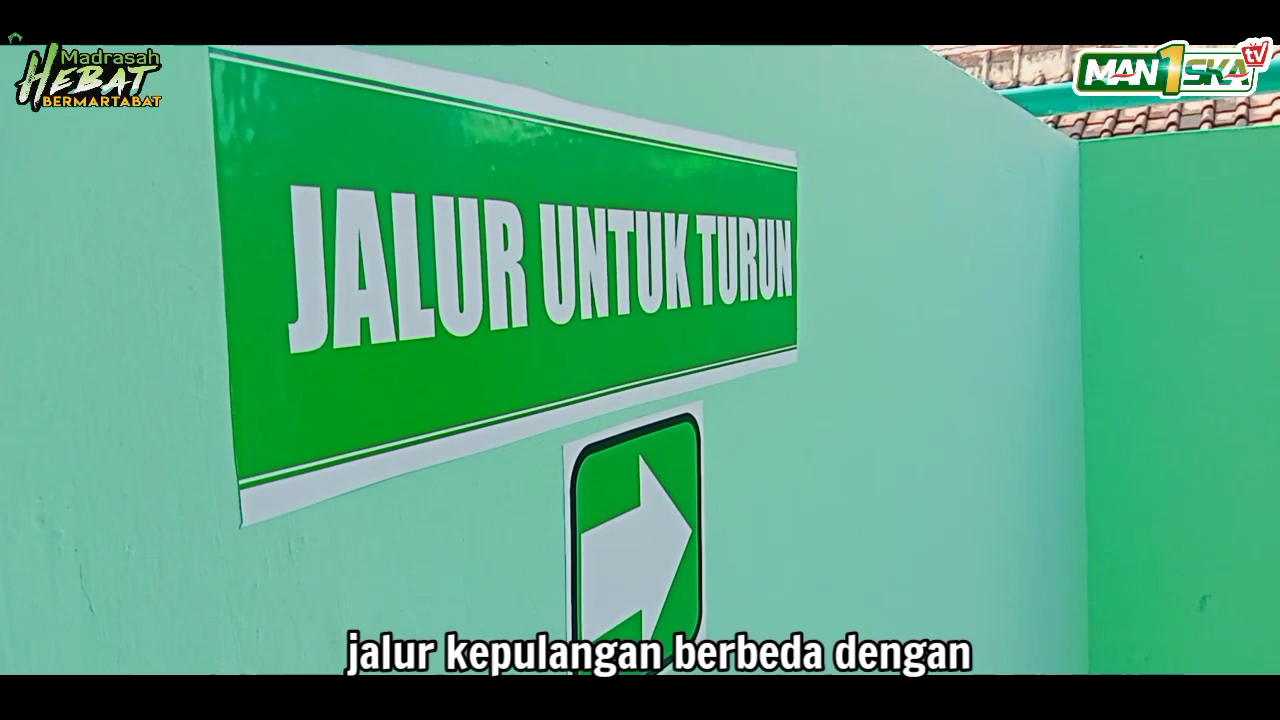 Madrasah
HEBAT
BERMARTABAT
MAN1SKA tv
JALUR UNTUK TURUN
jalur kepulangan berbeda dengan